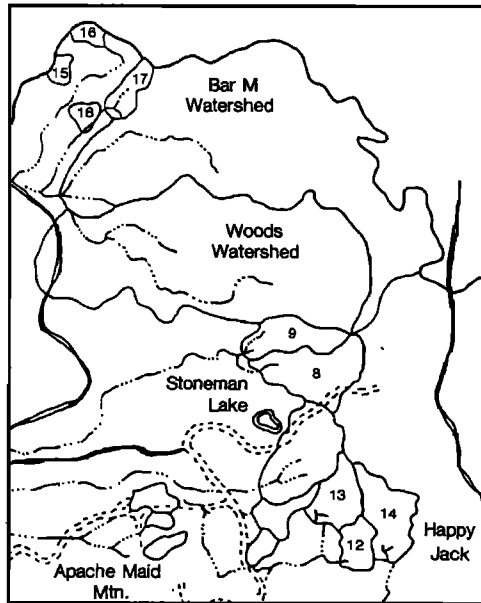 16
15
17
Bar M
Watershed
18
Woods
Watershed
9
8
Stoneman
Lake
13
14
12
Happy
Jack
Apache Maid
Mtn.